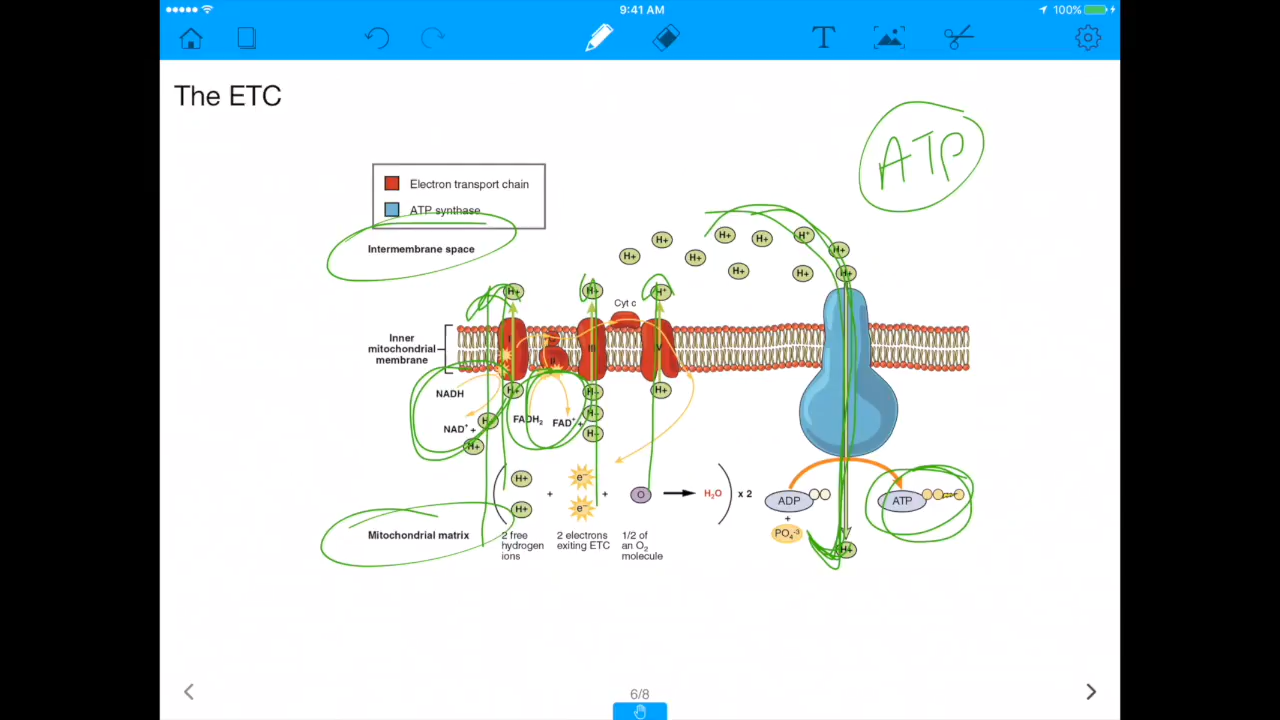 9:41 AM
100%
T
The ETC
ATP
Electron transport chain
ATP synthase
Intermembrane space
H+ H+ H+ H+ H+ H+ H+ H+ H+ H+
H+ H+ H+ H+
Cyt c
Inner
mitochondrial
membrane
I II III V
NADH
H+ H+ H+
NAD+ + H+
H+
FADH2 FAD+ +
H+
H+
ADP
ATP
PO4-3
+
H+
H+
H+
+
e-
e-
+
O
H2O
x 2
H+
Mitochondrial matrix
2 free
hydrogen
ions
2 electrons
exiting ETC
1/2 of
an O2
molecule
6/8